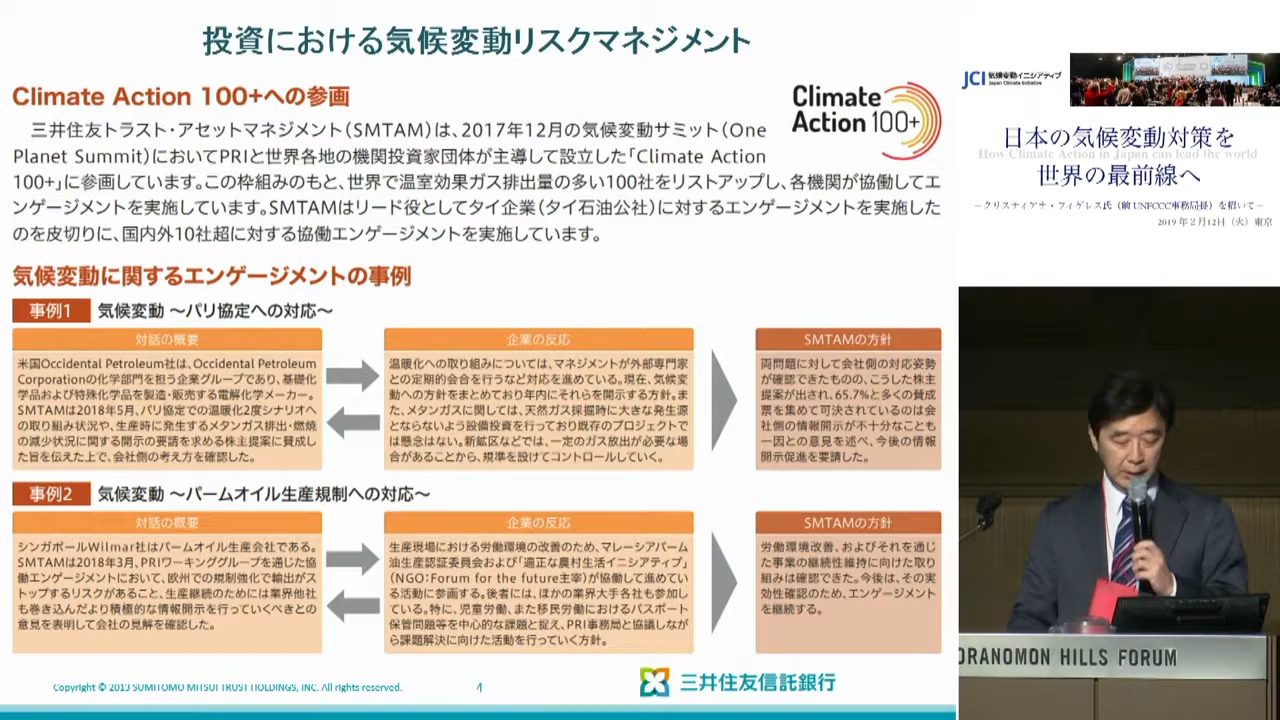 投資における気候変動リスクマネジメント
Climate Action 100+への参画
Climate
Action 100+
三井住友トラスト・アセットマネジメント(SMTAM)は、2017年12月の気候変動サミット(One
Planet Summit)においてPRIと世界各地の機関投資家団体が主導して設立した「Climate Action
100+」に参画しています。この枠組みのもと、世界で温室効果ガス排出量の多い100社をリストアップし、各機関が協働してエ
ンゲージメントを実施しています。SMTAMはリード役としてタイ企業(タイ石油公社)に対するエンゲージメントを実施した
のを皮切りに、国内外10社超に対する協働エンゲージメントを実施しています。
気候変動に関するエンゲージメントの事例
事例1 気候変動 〜パリ協定への対応〜
対話の概要
米国Occidental Petroleum社は、Occidental Petroleum
Corporationの化学部門を担う企業グループであり、基礎化
学品および特殊化学品を製造・販売する電解化学メーカー。
SMTAMは2018年5月、パリ協定での温暖化2度シナリオへ
の取り組み状況や、生産時に発生するメタンガス排出・燃焼
の減少状況に関する開示の要請を求める株主提案に賛成し
た旨を伝えた上で、会社側の考え方を確認した。
企業の反応
温暖化への取り組みについては、マネジメントが外部専門家
との定期的会合を行うなど対応を進めている。現在、気候変
動への方針をまとめており年内にそれらを開示する方針。ま
た、メタンガスに関しては、天然ガス採掘時に大きな発生源
とならないよう設備投資を行っており既存のプロジェクトで
は懸念はない。新鉱区などでは、一定のガス放出が必要な場
合があることから、規準を設けてコントロールしていく。
SMTAMの方針
両問題に対して会社側の対応姿勢
が確認できたものの、こうした株主
提案が出され、65.7%と多くの賛成
票を集めて可決されているのは会
社側の情報開示が不十分なことも
一因との意見を述べ、今後の情報
開示促進を要請した。
事例2 気候変動 〜パームオイル生産規制への対応〜
対話の概要
シンガポールWilmar社はパームオイル生産会社である。
SMTAMは2018年3月、PRIワーキンググループを通じた協
働エンゲージメントにおいて、欧州での規制強化で輸出がス
トップするリスクがあること、生産継続のためには業界他社
も巻き込んだより積極的な情報開示を行っていくべきとの
意見を表明して会社の見解を確認した。
企業の反応
生産現場における労働環境の改善のため、マレーシアパーム
油生産認証委員会および「適正な農村生活イニシアティブ」
(NGO:Forum for the future主宰)が協働して進めてい
る活動に参画する。後者には、ほかの業界大手各社も参加し
ている。特に、児童労働、また移民労働におけるパスポート
保管問題等を中心的な課題と捉え、PRI事務局と協議しなが
ら課題解決に向けた活動を行っていく方針。
SMTAMの方針
労働環境改善、およびそれを通じ
た事業の継続性維持に向けた取り
組みは確認できた。今後は、その実
効性確認のため、エンゲージメント
を継続する。
Copyright © 2013 SUMITOMO MITSUI TRUST HOLDINGS, INC. All rights reserved.
4
三井住友信託銀行
JCI 気候変動イニシアティブ
Japan Climate Initiative
日本の気候変動対策を
How Climate Action in Japan can lead the world
世界の最前線へ
－クリスティアナ・フィゲレス氏(前UNFCCC事務局長)を招いて－
2019年2月12日(火)東京
ORANOMON HILLS FORUM